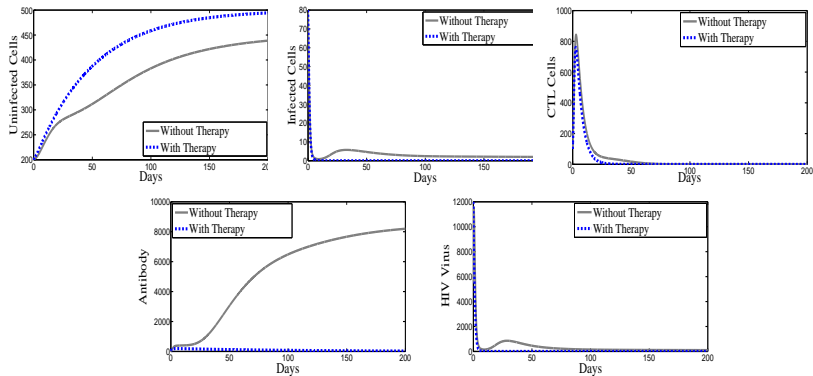 500
450
400
350
300
250
200
0
50
100
150
200
Uninfected Cells
Days
Without Therapy
With Therapy
80
70
60
50
40
30
20
10
0
0
50
100
150
Infected Cells
Days
Without Therapy
With Therapy
1000
800
600
400
200
0
0
50
100
150
200
CTL Cells
Days
Without Therapy
With Therapy
10000
8000
6000
4000
2000
0
0
50
100
150
200
Antibody
Days
Without Therapy
With Therapy
12000
10000
8000
6000
4000
2000
0
0
50
100
150
200
HIV Virus
Days
Without Therapy
With Therapy